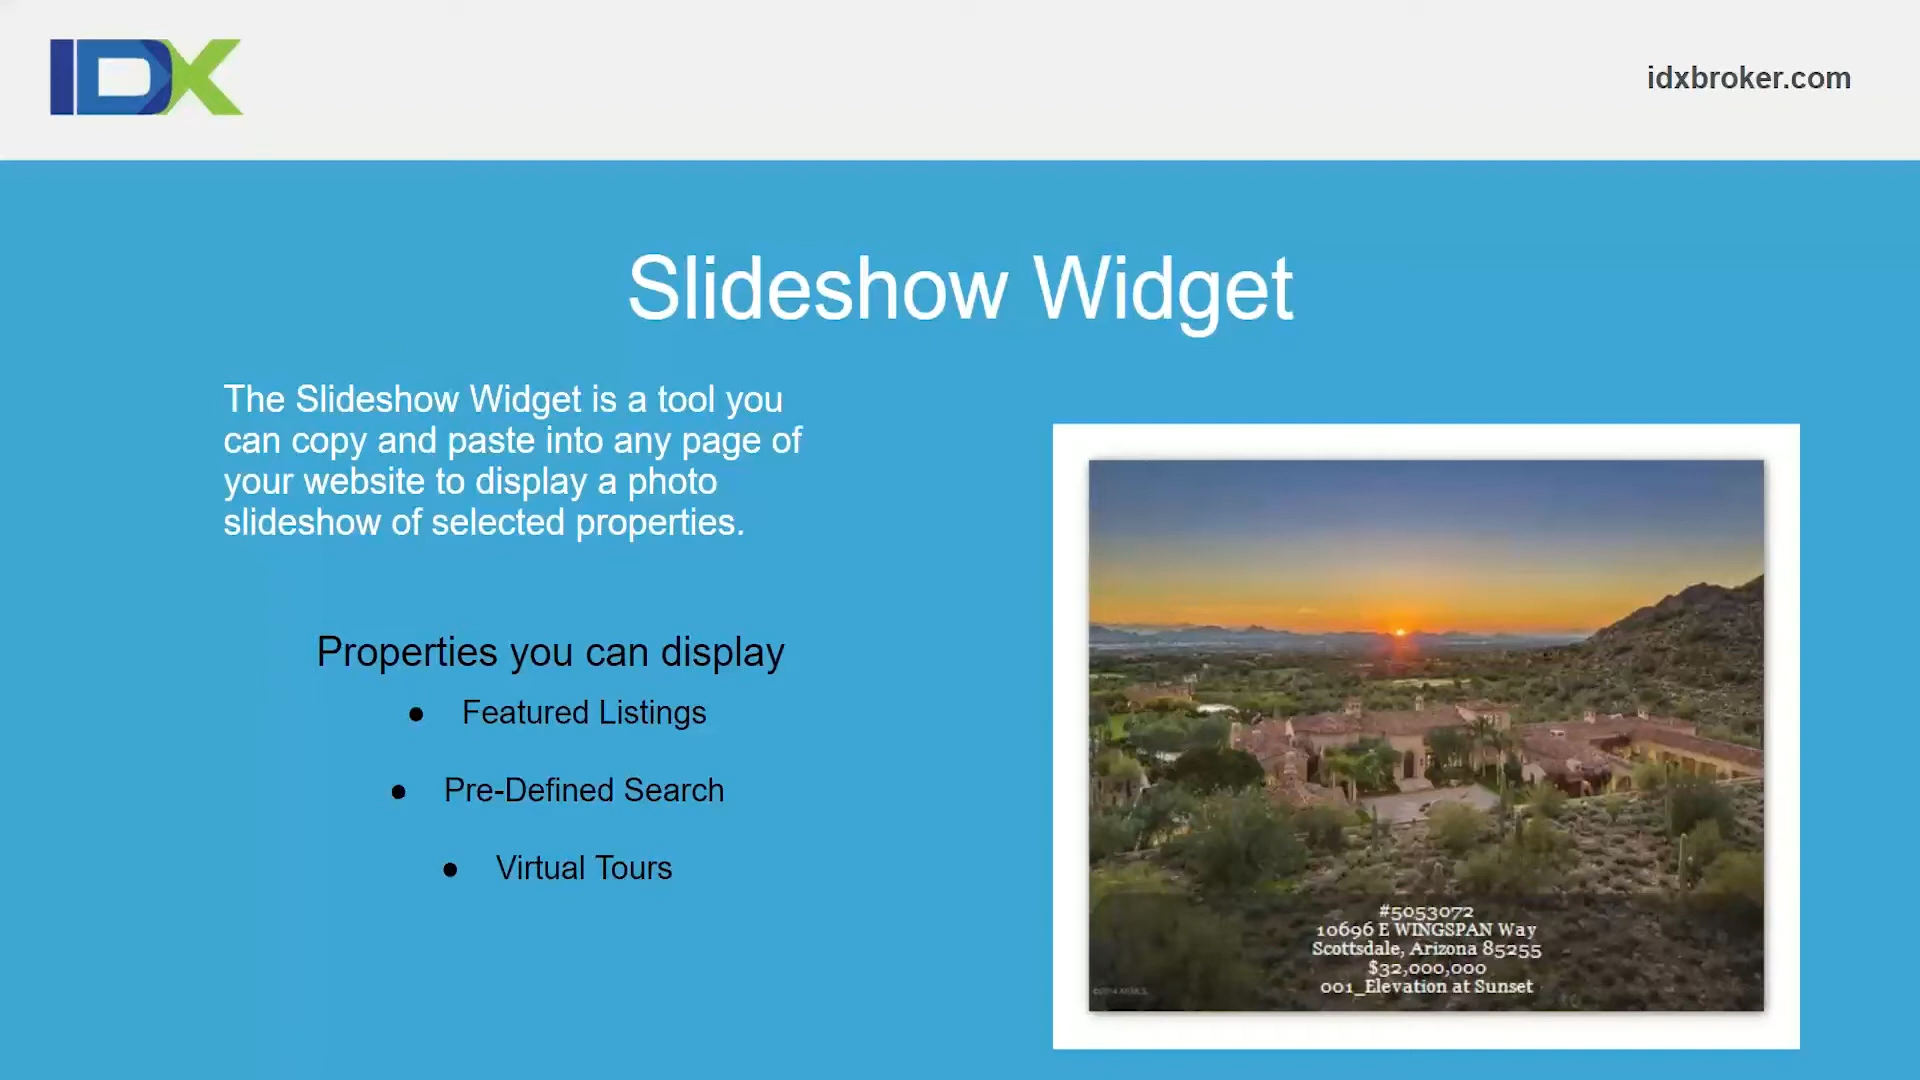 IDX
idxbroker.com
Slideshow Widget
The Slideshow Widget is a tool you
can copy and paste into any page of
your website to display a photo
slideshow of selected properties.
Properties you can display
● Featured Listings
● Pre-Defined Search
● Virtual Tours
#5053072
10696 E WINGSPAN Way
Scottsdale, Arizona 85255
$32,000,000
001_Elevation at Sunset